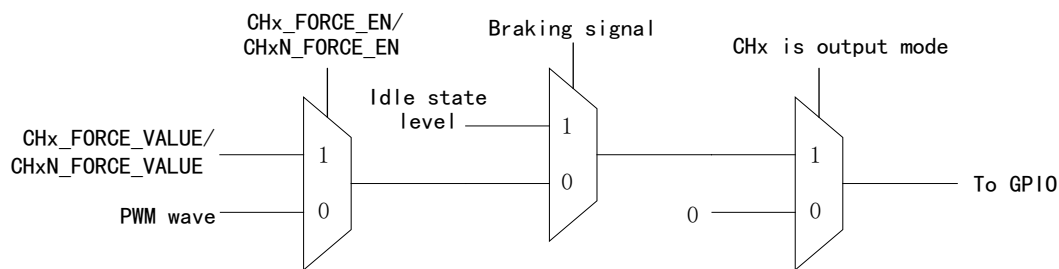 CHx_FORCE_EN/
CHxN_FORCE_EN
Braking signal
CHx is output mode
Idle state
level
CHx_FORCE_VALUE/
CHxN_FORCE_VALUE
PWM wave
1
0
1
0
0
1
0
To GPIO